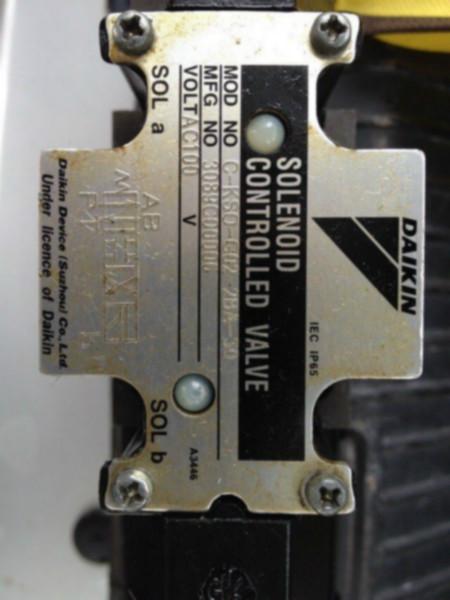 DAIKIN
IEC IP65
SOLENOID
CONTROLLED VALVE
MOD NO
MFG NO
VOLT AC100 V
SOL a
SOL b
A3446
AB
Daikin Device (Suzhou) Co., Ltd.
Under licence of Daikin